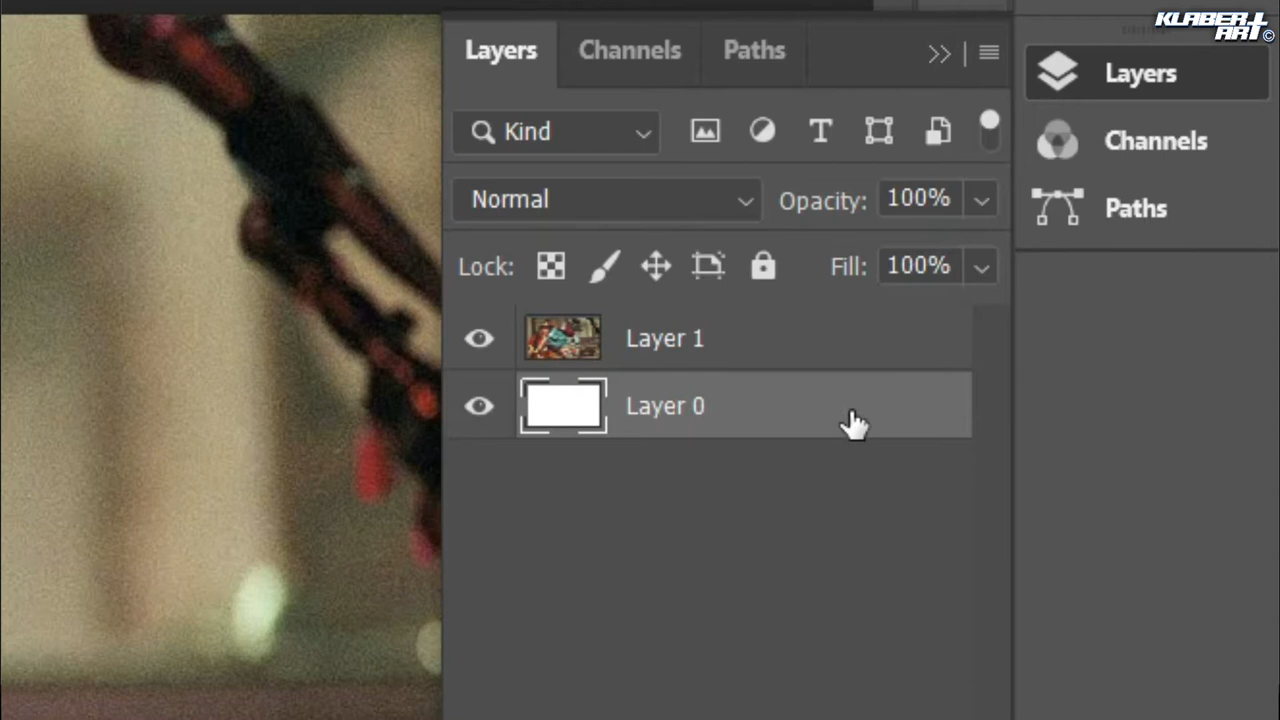 KLABER
ART©
Layers Channels Paths
Layers
Channels
Paths
Kind
Normal Opacity: 100%
Lock: Fill: 100%
Layer 1
Layer 0